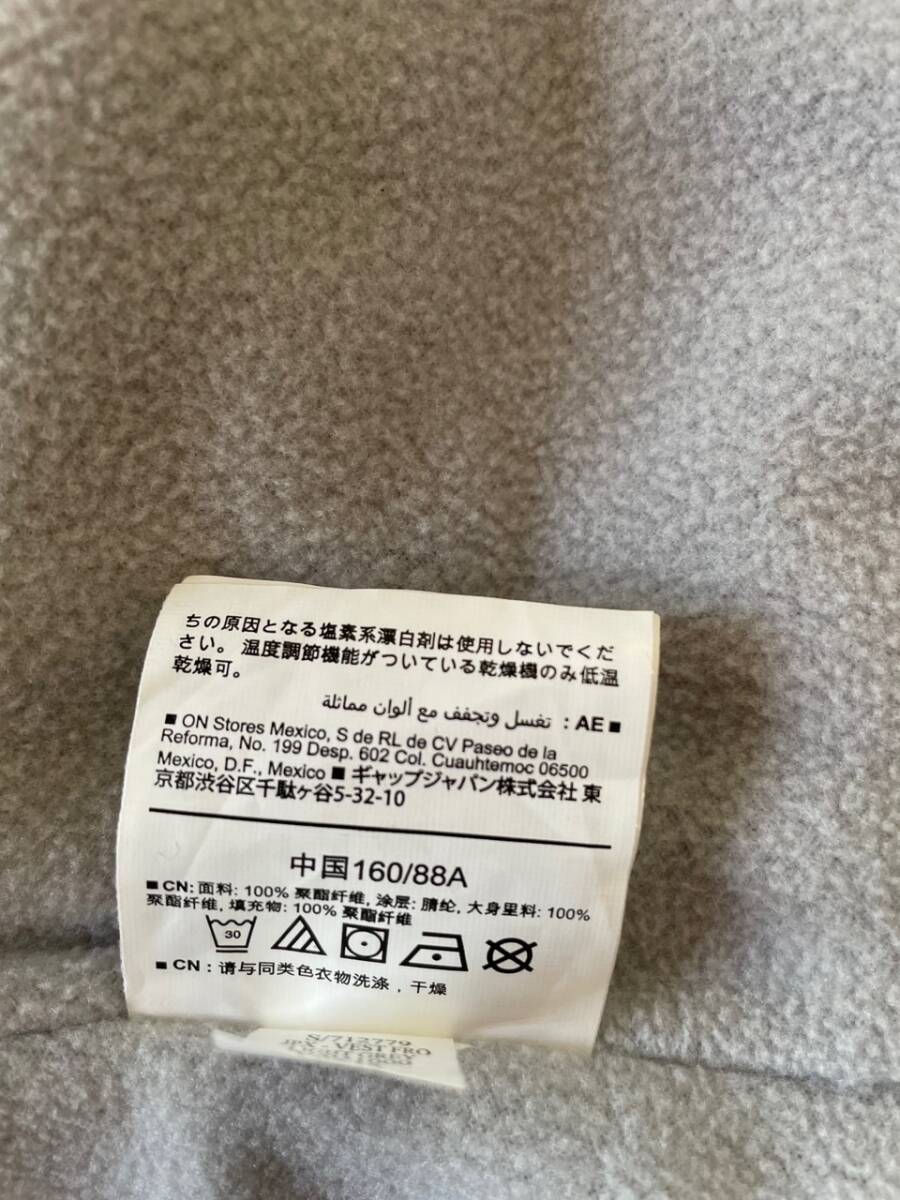 ちの原因となる塩素系漂白剤は使用しないでくだ
さい。 温度調節機能がついている乾燥機のみ低温
乾燥可。
■ AE : تغسل وتجفف مع ألوان مماثلة
■ ON Stores Mexico, S de RL de CV Paseo de la
Reforma, No. 199 Desp. 602 Col. Cuauhtemoc 06500
Mexico, D.F., Mexico ■ ギャップジャパン株式会社 東
京都渋谷区千駄ヶ谷5-32-10
中国160/88A
■ CN: 面料: 100% 聚酯纤维, 涂层: 腈纶, 大身里料: 100%
聚酯纤维, 填充物: 100% 聚酯纤维
30
■ CN : 请与同类色衣物洗涤 , 干燥
S/712779
JPX - VEST FRO
GREY